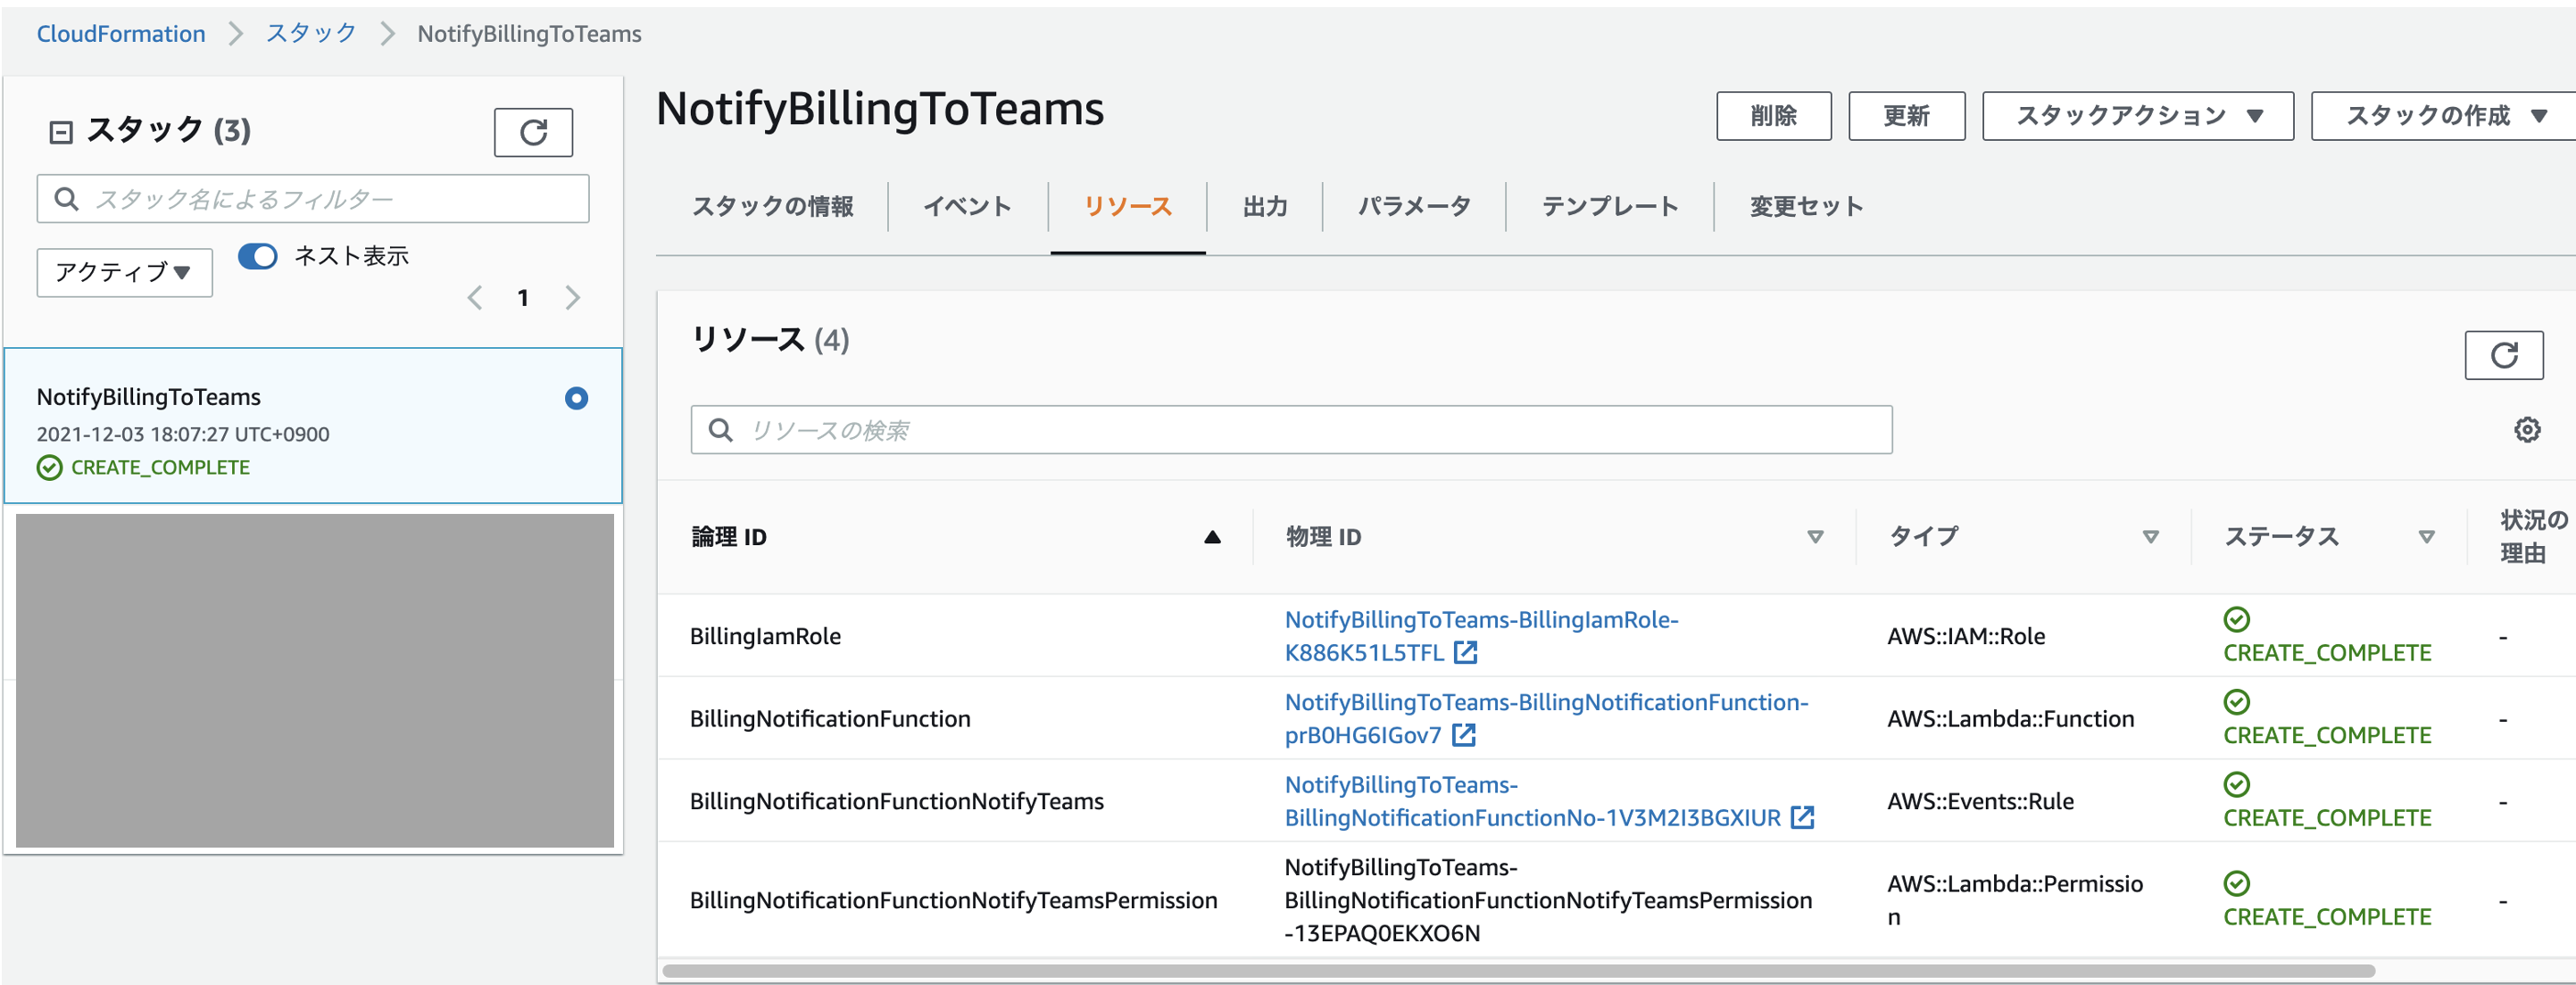 CloudFormation > スタック > NotifyBillingToTeams
スタック (3)
スタック名によるフィルター
アクティブ▼
ネスト表示
1
NotifyBillingToTeams
2021-12-03 18:07:27 UTC+0900
CREATE_COMPLETE
NotifyBillingToTeams
削除
更新
スタックアクション ▼
スタックの作成 ▼
スタックの情報
イベント
リソース
出力
パラメータ
テンプレート
変更セット
リソース (4)
リソースの検索
論理 ID
物理 ID
タイプ
ステータス
状況の
理由
BillingIamRole
NotifyBillingToTeams-BillingIamRole-
K886K51L5TFL
AWS::IAM::Role
CREATE_COMPLETE
-
BillingNotificationFunction
NotifyBillingToTeams-BillingNotificationFunction-
prB0HG6IGov7
AWS::Lambda::Function
CREATE_COMPLETE
-
BillingNotificationFunctionNotifyTeams
NotifyBillingToTeams-
BillingNotificationFunctionNo-1V3M2I3BGXIUR
AWS::Events::Rule
CREATE_COMPLETE
-
BillingNotificationFunctionNotifyTeamsPermission
NotifyBillingToTeams-
BillingNotificationFunctionNotifyTeamsPermission
-13EPAQ0EKXO6N
AWS::Lambda::Permissio
n
CREATE_COMPLETE
-